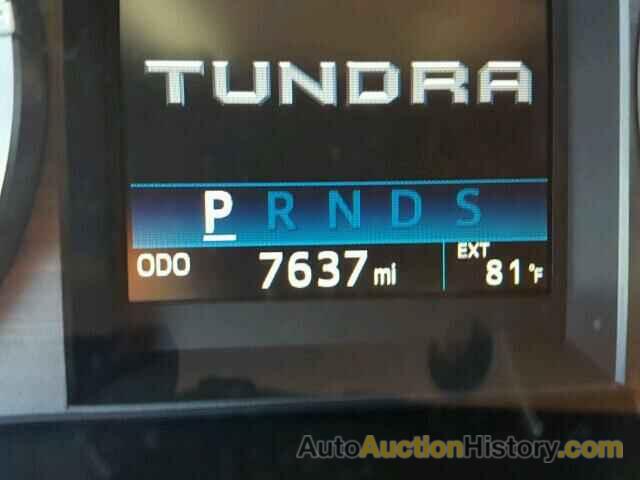 TUNDRA
P R N D S
ODO 7637 mi EXT 81°F
AutoAuctionHistory.com